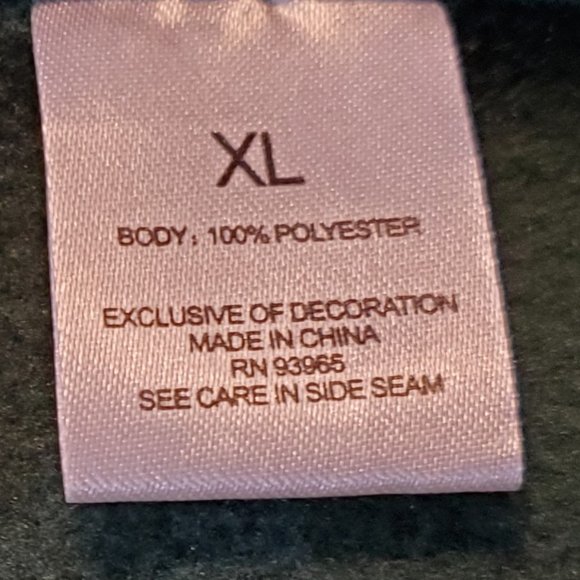 XL
BODY: 100% POLYESTER
EXCLUSIVE OF DECORATION
MADE IN CHINA
RN 93965
SEE CARE IN SIDE SEAM